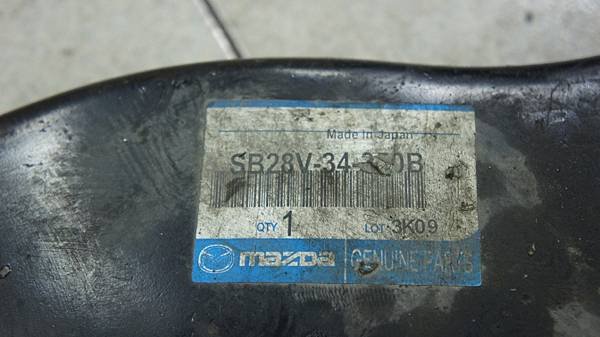 Made In Japan
QTY 1 LOT 3K09
mazda GENUINE PARTS